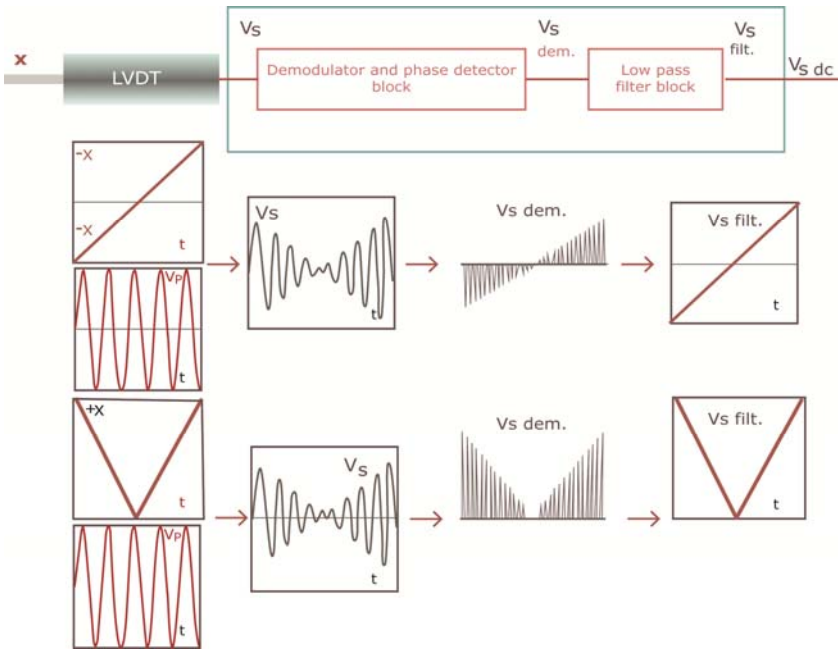 x
LVDT
Vs
Demodulator and phase detector
block
Vs
dem.
Low pass
filter block
Vs
filt.
Vs dc
-X
-X
t
Vs
t
Vs dem.
Vs filt.
t
VP
t
+X
t
Vs
t
Vs dem.
Vs filt.
t
VP
t